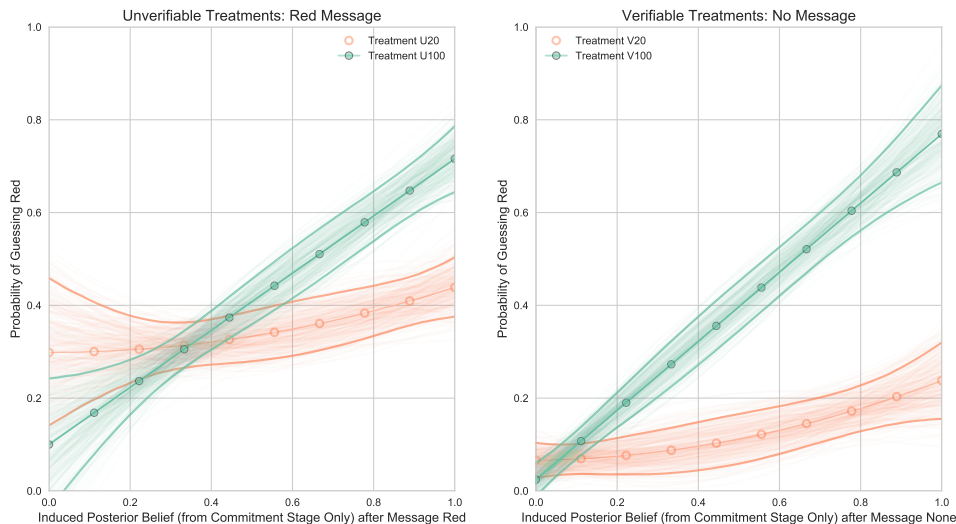 Unverifiable Treatments: Red Message
Treatment U20
Treatment U100
Probability of Guessing Red
1.0
0.8
0.6
0.4
0.2
0.0
0.0 0.2 0.4 0.6 0.8 1.0
Induced Posterior Belief (from Commitment Stage Only) after Message Red
Verifiable Treatments: No Message
Treatment V20
Treatment V100
Probability of Guessing Red
1.0
0.8
0.6
0.4
0.2
0.0
0.0 0.2 0.4 0.6 0.8 1.0
Induced Posterior Belief (from Commitment Stage Only) after Message None